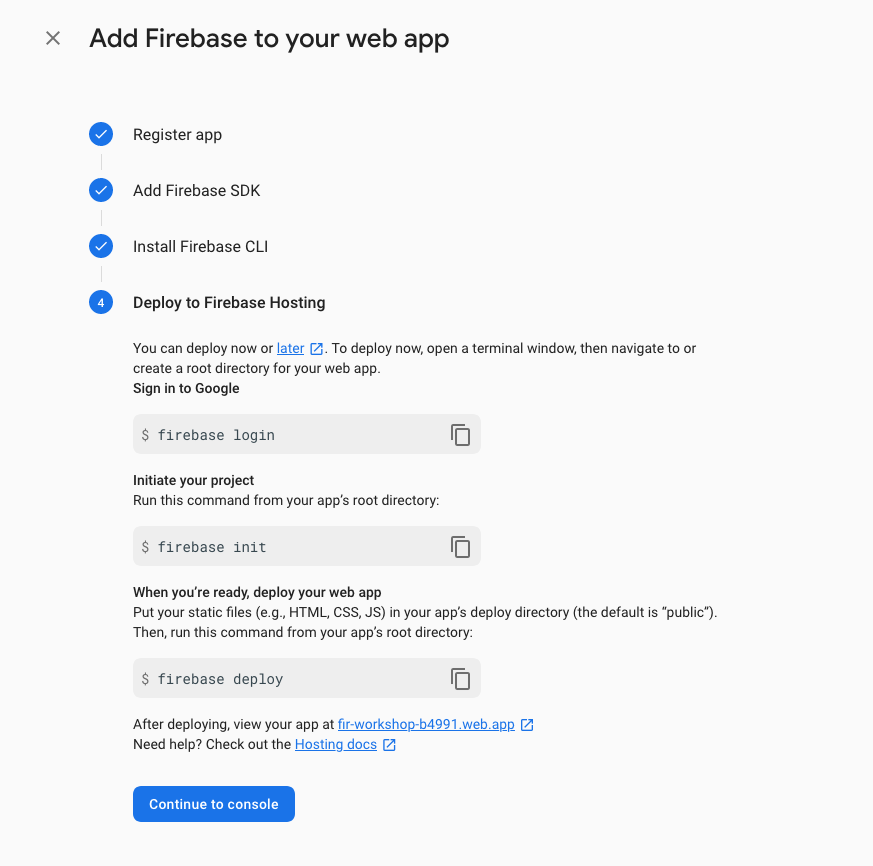 Add Firebase to your web app
Register app
Add Firebase SDK
Install Firebase CLI
4
Deploy to Firebase Hosting
You can deploy now or later . To deploy now, open a terminal window, then navigate to or
create a root directory for your web app.
Sign in to Google
$ firebase login
Initiate your project
Run this command from your app’s root directory:
$ firebase init
When you’re ready, deploy your web app
Put your static files (e.g., HTML, CSS, JS) in your app’s deploy directory (the default is “public”).
Then, run this command from your app’s root directory:
$ firebase deploy
After deploying, view your app at fir-workshop-b4991.web.app
Need help? Check out the Hosting docs
Continue to console